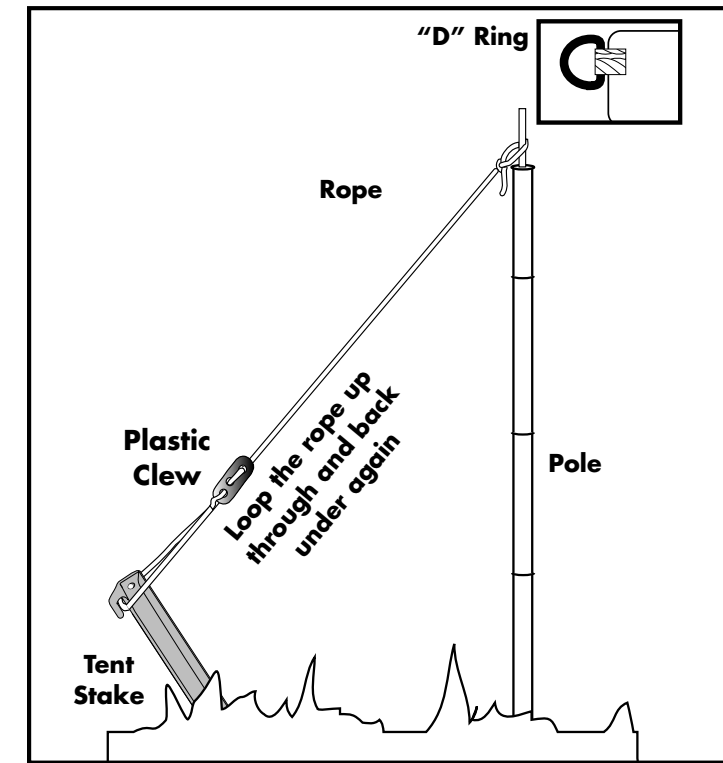 “D” Ring
Rope
Loop the rope up
through and back
under again
Plastic
Clew
Pole
Tent
Stake